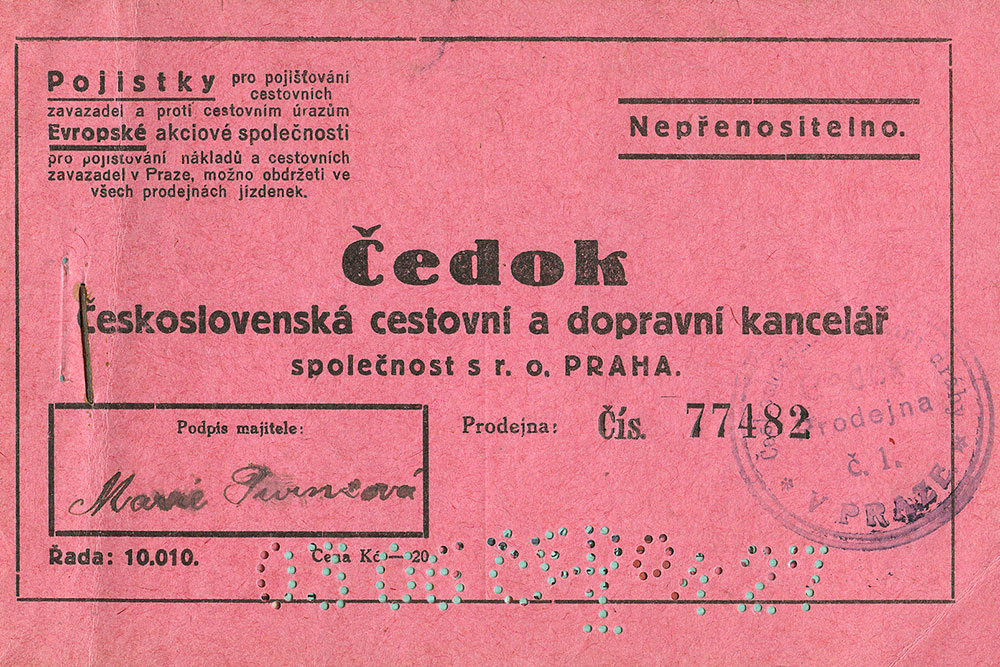 Pojistky pro pojišťování
cestovních
zavazadel a proti cestovním úrazům
Evropské akciové společnosti
pro pojišťování nákladů a cestovních
zavazadel v Praze, možno obdržeti ve
všech prodejnách jízdenek.
Nepřenositelno.
Čedok
Československá cestovní a dopravní kancelář
společnost s r. o. PRAHA.
Podpis majitele:
Marie
Prodejna: Čís. 77482
Prodejna
č. 1.
* V PRAZE *
Řada: 10.010. Cena Kč —·20